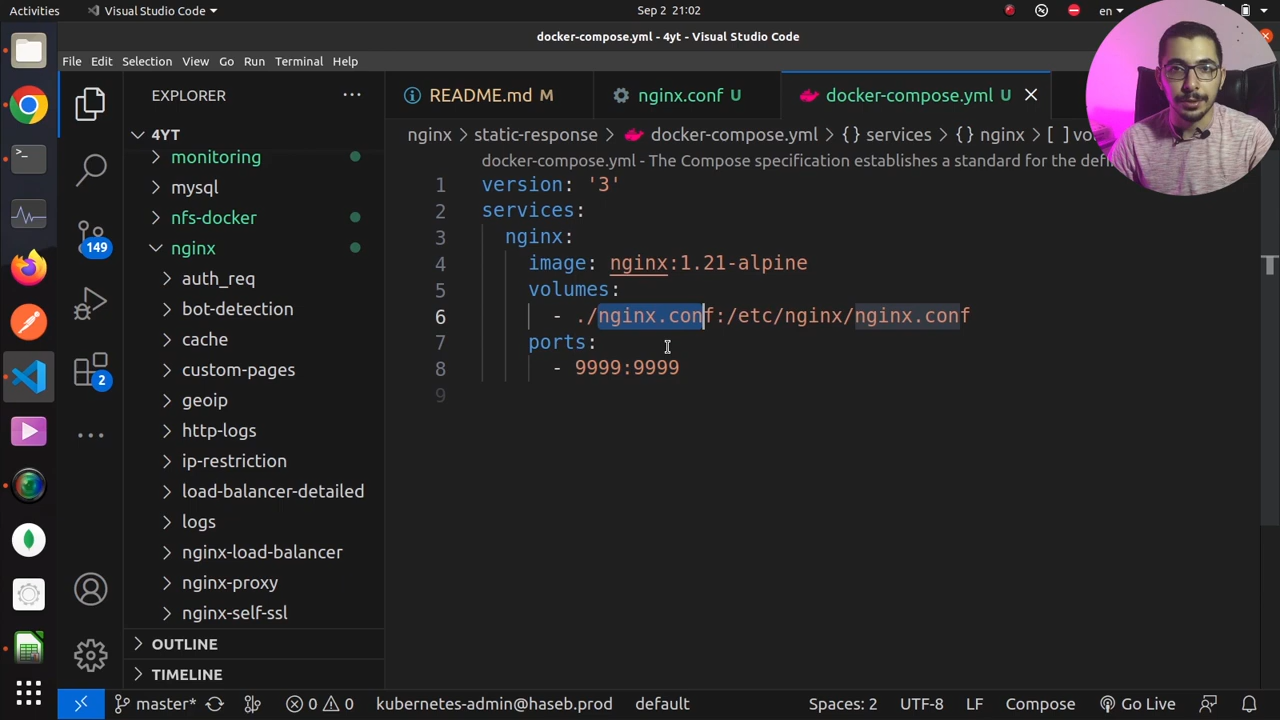 Activities
Visual Studio Code
Sep 2 21:02
en
docker-compose.yml - 4yt - Visual Studio Code
File Edit Selection View Go Run Terminal Help
EXPLORER
README.md M
nginx.conf U
docker-compose.yml U
4YT
nginx > static-response > docker-compose.yml > {} services > {} nginx > [ ] vo
docker-compose.yml - The Compose specification establishes a standard for the
monitoring
mysql
nfs-docker
nginx
auth_req
bot-detection
cache
custom-pages
geoip
http-logs
ip-restriction
load-balancer-detailed
logs
nginx-load-balancer
nginx-proxy
nginx-self-ssl
OUTLINE
TIMELINE
149
2
1 version: '3'
2 services:
3 nginx:
4 image: nginx:1.21-alpine
5 volumes:
6 - ./nginx.conf:/etc/nginx/nginx.conf
7 ports:
8 - 9999:9999
9
master* 0 0 kubernetes-admin@haseb.prod default Spaces: 2 UTF-8 LF Compose Go Live